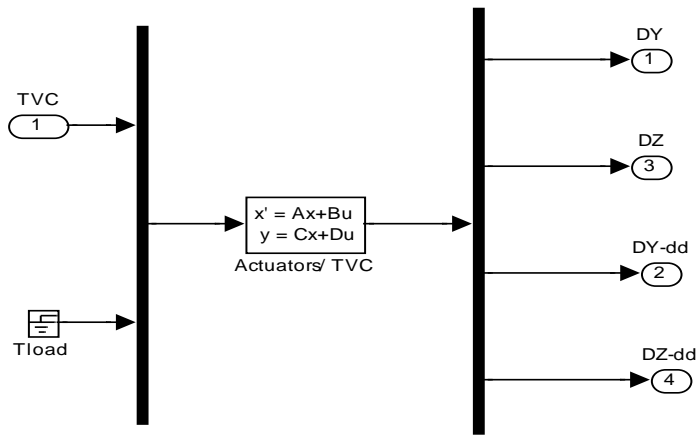 DY
1
TVC
1
DZ
3
x' = Ax+Bu
y = Cx+Du
Actuators/ TVC
DY-dd
2
Tload
DZ-dd
4